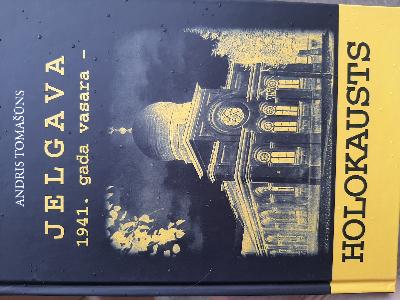 ANDRIS TOMAŠŪNS
JELGAVA
1941. gada vasara –
HOLOKAUSTS